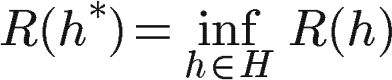 R(h*) = inf_{h∈H} R(h)